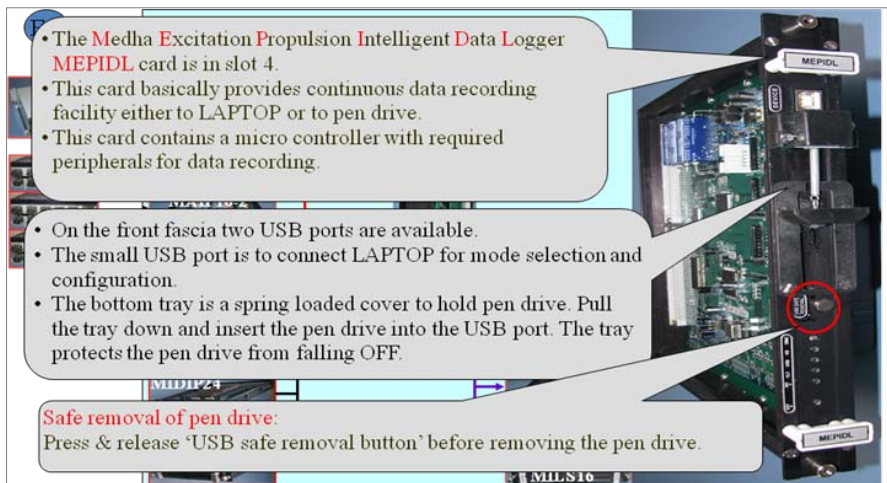 • The Medha Excitation Propulsion Intelligent Data Logger
MEPIDL card is in slot 4.
• This card basically provides continuous data recording
facility either to LAPTOP or to pen drive.
• This card contains a micro controller with required
peripherals for data recording.
• On the front fascia two USB ports are available.
• The small USB port is to connect LAPTOP for mode selection and
configuration.
• The bottom tray is a spring loaded cover to hold pen drive. Pull
the tray down and insert the pen drive into the USB port. The tray
protects the pen drive from falling OFF.
MIDIP24
Safe removal of pen drive:
Press & release ‘USB safe removal button’ before removing the pen drive.
MILS16
MEPIDL
DEVICE
MEPIDL